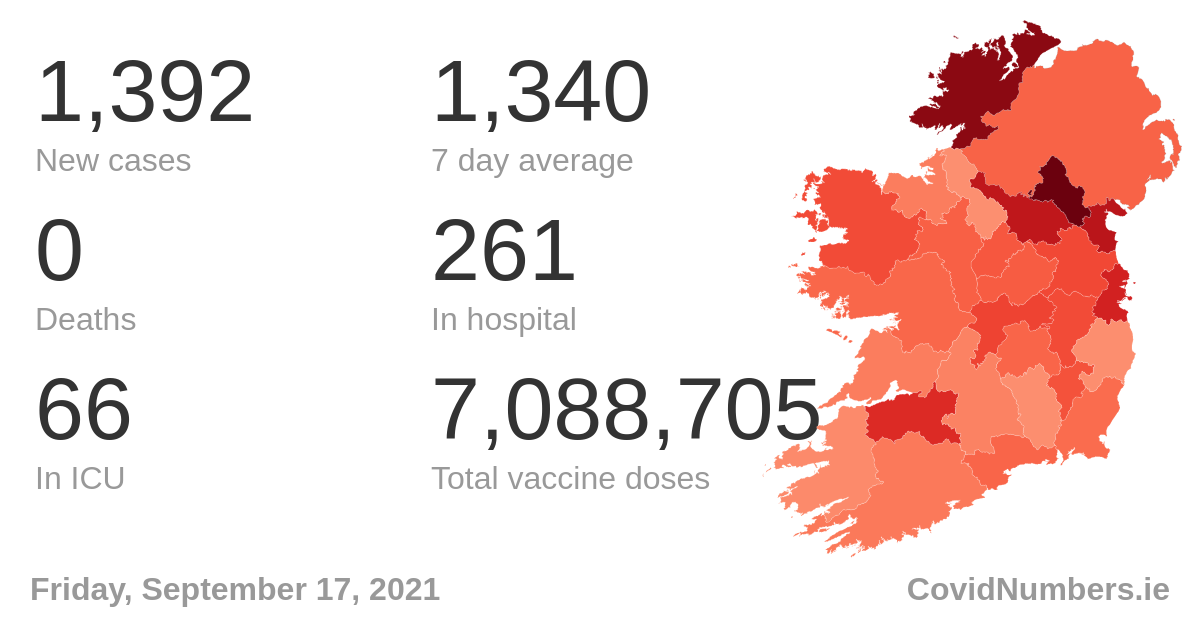 1,392
New cases
1,340
7 day average
0
Deaths
261
In hospital
66
In ICU
7,088,705
Total vaccine doses
Friday, September 17, 2021
CovidNumbers.ie